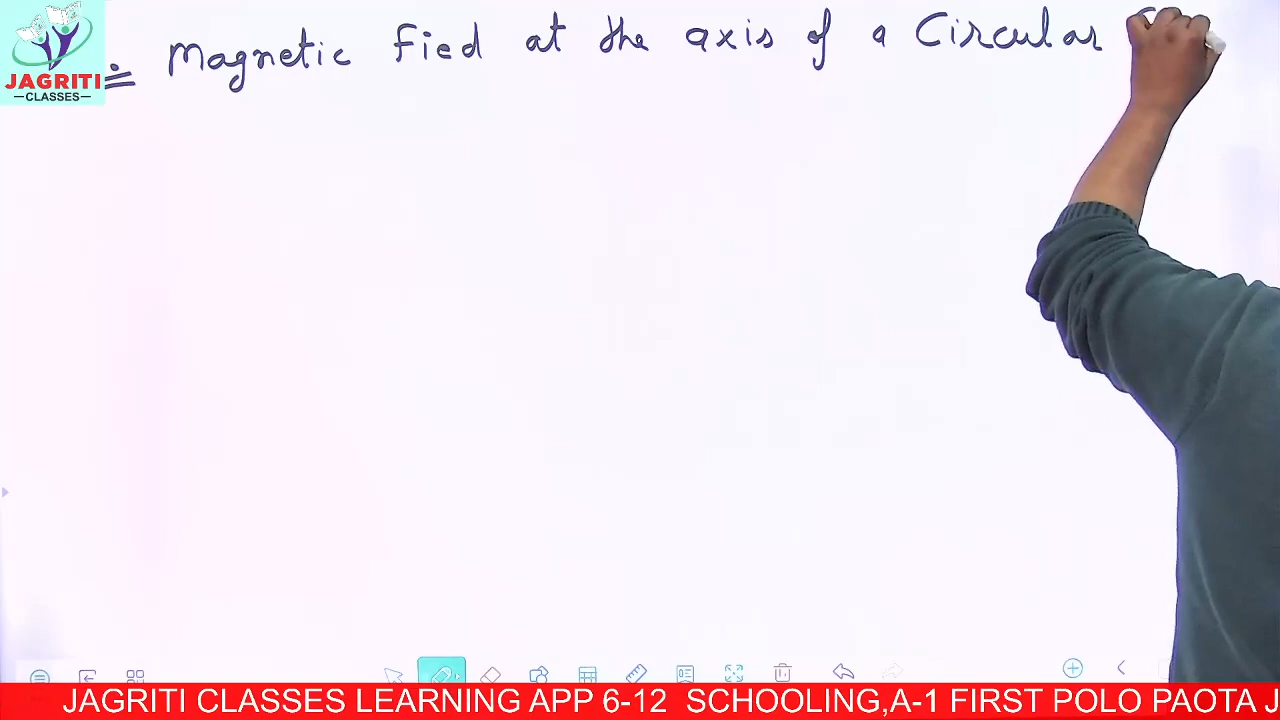 Magnetic Fied at the axis of a Circular
JAGRITI
—CLASSES—
JAGRITI CLASSES LEARNING APP 6-12 SCHOOLING,A-1 FIRST POLO PAOTA J